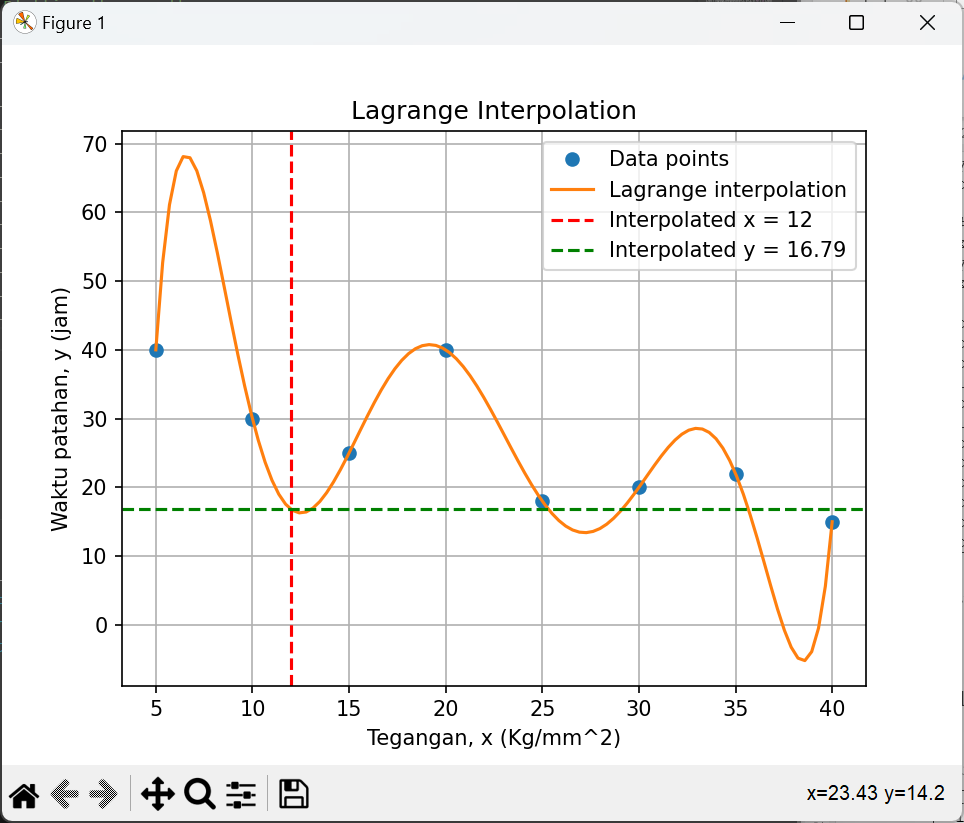 Figure 1
Lagrange Interpolation
Data points
Lagrange interpolation
Interpolated x = 12
Interpolated y = 16.79
70
60
50
40
30
20
10
0
Waktu patahan, y (jam)
5 10 15 20 25 30 35 40
Tegangan, x (Kg/mm^2)
x=23.43 y=14.2